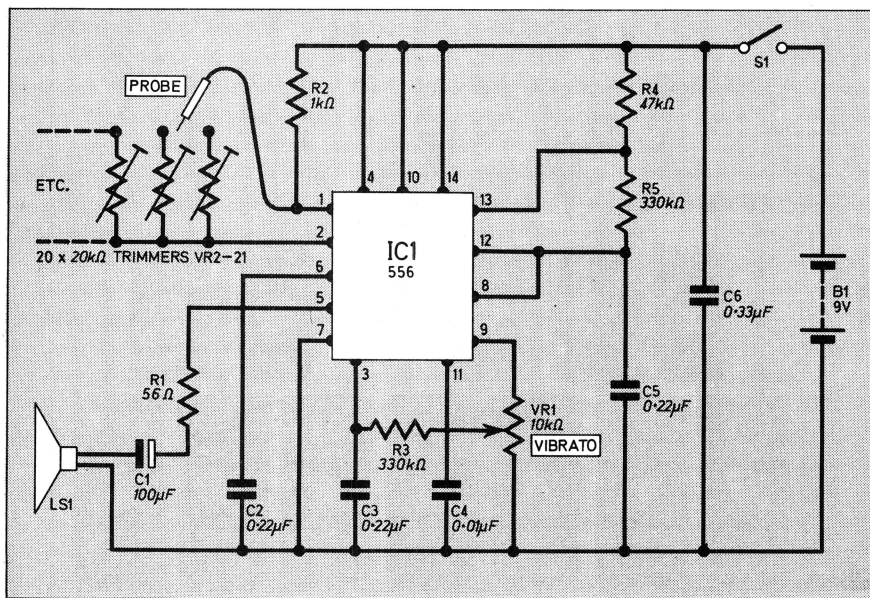 PROBE
ETC.
20 x 20kΩ TRIMMERS VR2-21
R2
1kΩ
4
10
14
R4
47kΩ
S1
1
2
6
5
7
IC1
556
13
12
8
9
3
11
R5
330kΩ
B1
9V
C6
0·33µF
R1
56Ω
VR1
10kΩ
VIBRATO
C5
0·22µF
R3
330kΩ
LS1
C1
100µF
C2
0·22µF
C3
0·22µF
C4
0·01µF